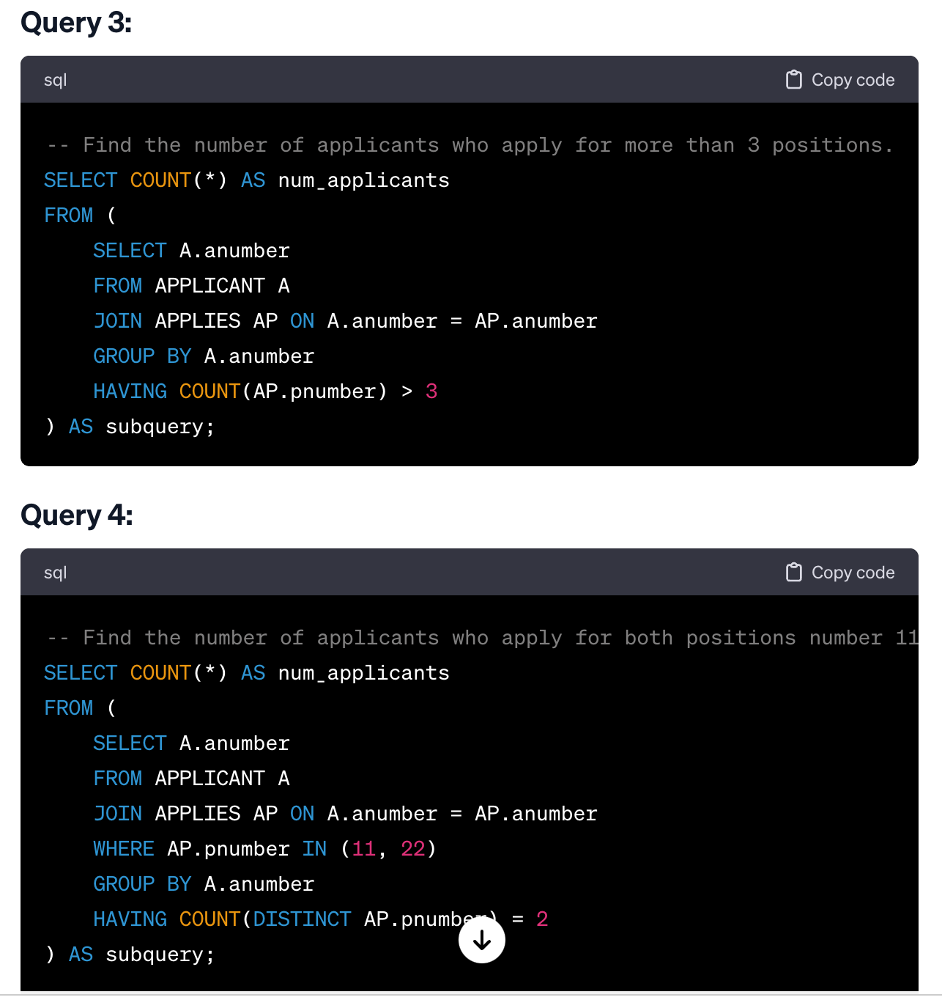 Query 3:
sql
Copy code
-- Find the number of applicants who apply for more than 3 positions.
SELECT COUNT(*) AS num_applicants
FROM (
    SELECT A.anumber
    FROM APPLICANT A
    JOIN APPLIES AP ON A.anumber = AP.anumber
    GROUP BY A.anumber
    HAVING COUNT(AP.pnumber) > 3
) AS subquery;
Query 4:
sql
Copy code
-- Find the number of applicants who apply for both positions number 11
SELECT COUNT(*) AS num_applicants
FROM (
    SELECT A.anumber
    FROM APPLICANT A
    JOIN APPLIES AP ON A.anumber = AP.anumber
    WHERE AP.pnumber IN (11, 22)
    GROUP BY A.anumber
    HAVING COUNT(DISTINCT AP.pnumber) = 2
) AS subquery;